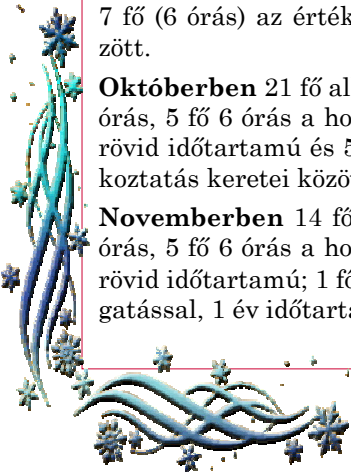 7 fő (6 órás) az érték
zött.
Októberben 21 fő al
órás, 5 fő 6 órás a ho
rövid időtartamú és 5
koztatás keretei közöt
Novemberben 14 fő
órás, 5 fő 6 órás a ho
rövid időtartamú; 1 fő
gatással, 1 év időtarta